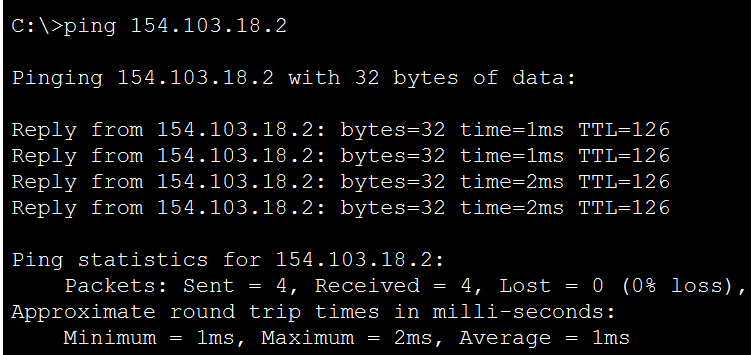 C:\>ping 154.103.18.2
Pinging 154.103.18.2 with 32 bytes of data:
Reply from 154.103.18.2: bytes=32 time=1ms TTL=126
Reply from 154.103.18.2: bytes=32 time=1ms TTL=126
Reply from 154.103.18.2: bytes=32 time=2ms TTL=126
Reply from 154.103.18.2: bytes=32 time=2ms TTL=126
Ping statistics for 154.103.18.2:
Packets: Sent = 4, Received = 4, Lost = 0 (0% loss),
Approximate round trip times in milli-seconds:
Minimum = 1ms, Maximum = 2ms, Average = 1ms